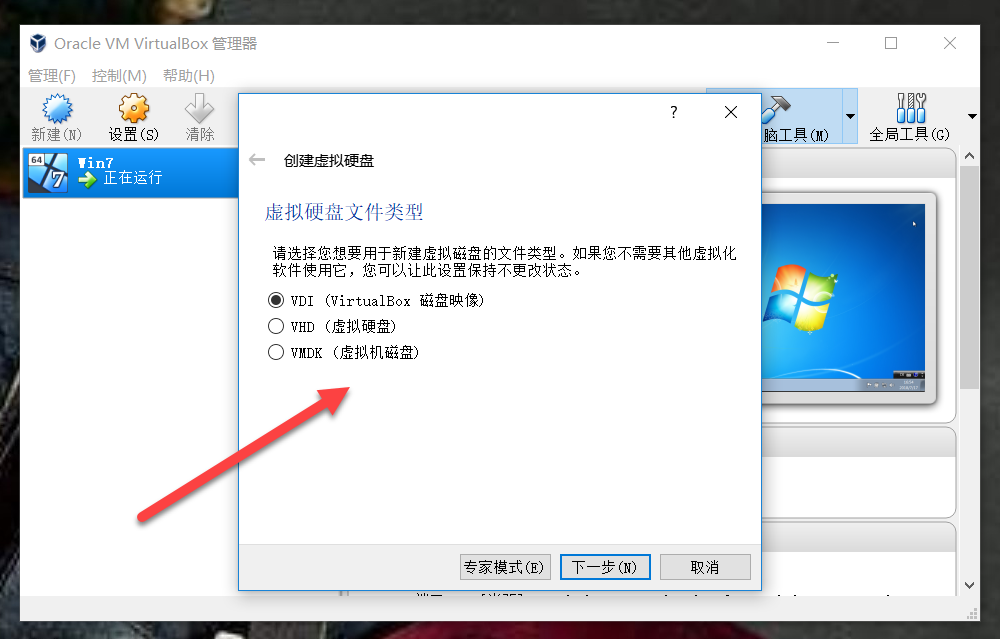 Oracle VM VirtualBox 管理器
管理(F) 控制(M) 帮助(H)
新建(N) 设置(S) 清除
脑工具(M) 全局工具(G)
64 Win7
7 正在运行
?
创建虚拟硬盘
虚拟硬盘文件类型
请选择您想要用于新建虚拟磁盘的文件类型。如果您不需要其他虚拟化
软件使用它，您可以让此设置保持不更改状态。
VDI (VirtualBox 磁盘映像)
VHD (虚拟硬盘)
VMDK (虚拟机磁盘)
专家模式(E) 下一步(N) 取消